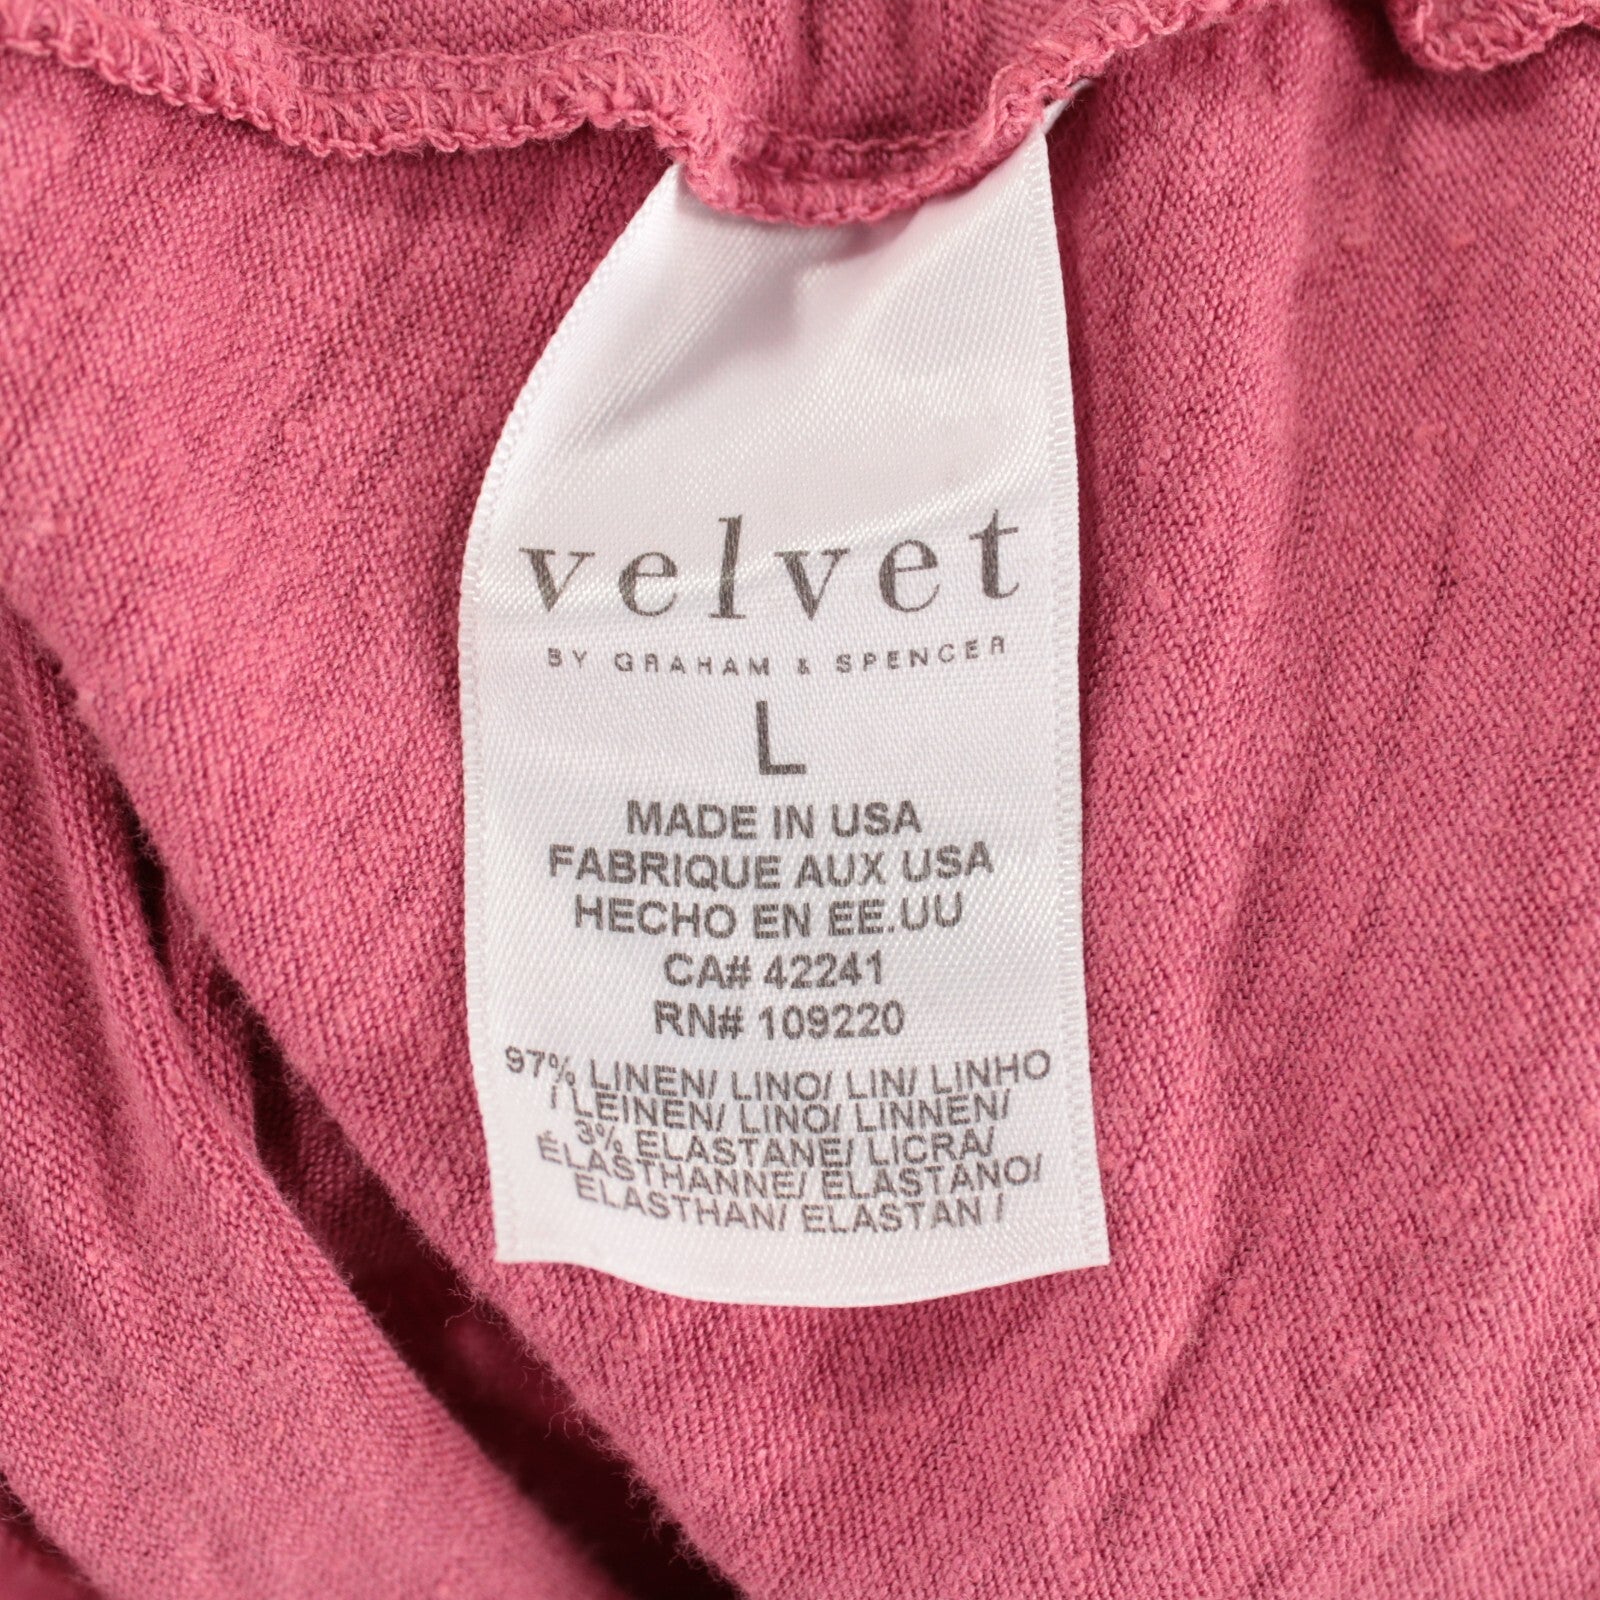 velvet
BY GRAHAM & SPENCER
L
MADE IN USA
FABRIQUE AUX USA
HECHO EN EE.UU
CA# 42241
RN# 109220
97% LINEN/ LINO/ LIN/ LINHO
/ LEINEN/ LINO/ LINNEN/
3% ELASTANE/ LICRA/
ÉLASTHANNE/ ELASTANO/
ELASTHAN/ ELASTAN /